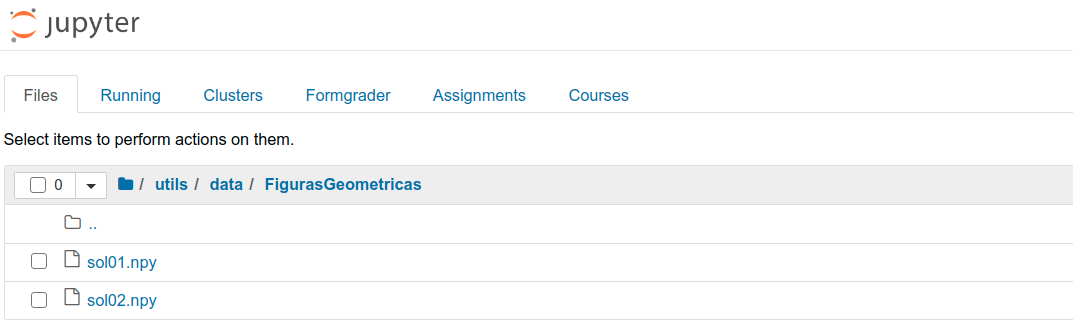 jupyter
Files Running Clusters Formgrader Assignments Courses
Select items to perform actions on them.
0 / utils / data / FigurasGeometricas
..
sol01.npy
sol02.npy